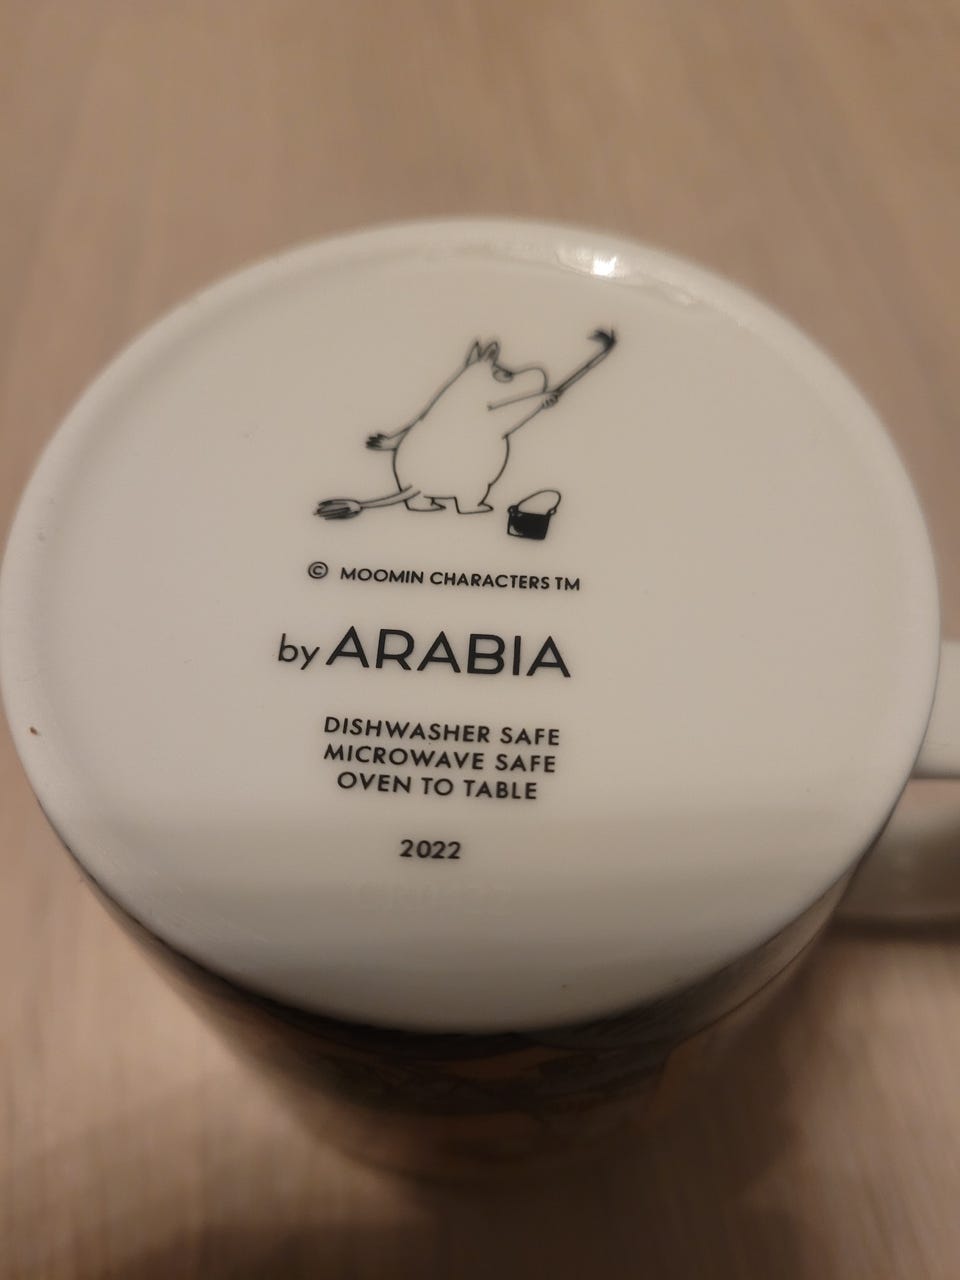 © MOOMIN CHARACTERS TM
by ARABIA
DISHWASHER SAFE
MICROWAVE SAFE
OVEN TO TABLE
2022